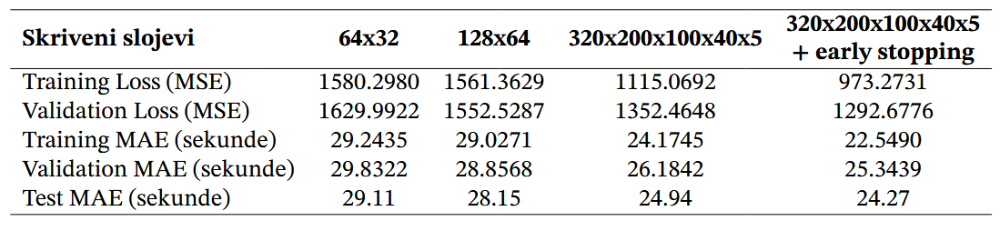 Skriveni slojevi 64x32 128x64 320x200x100x40x5 320x200x100x40x5 + early stopping
Training Loss (MSE) 1580.2980 1561.3629 1115.0692 973.2731
Validation Loss (MSE) 1629.9922 1552.5287 1352.4648 1292.6776
Training MAE (sekunde) 29.2435 29.0271 24.1745 22.5490
Validation MAE (sekunde) 29.8322 28.8568 26.1842 25.3439
Test MAE (sekunde) 29.11 28.15 24.94 24.27